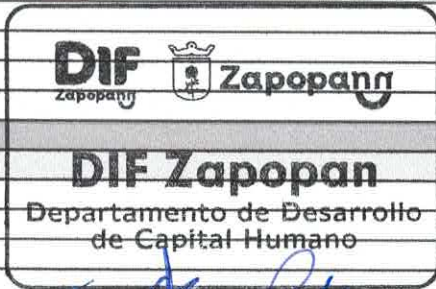 DIF Zapopan
Zapopan
DIF Zapopan
Departamento de Desarrollo
de Capital Humano